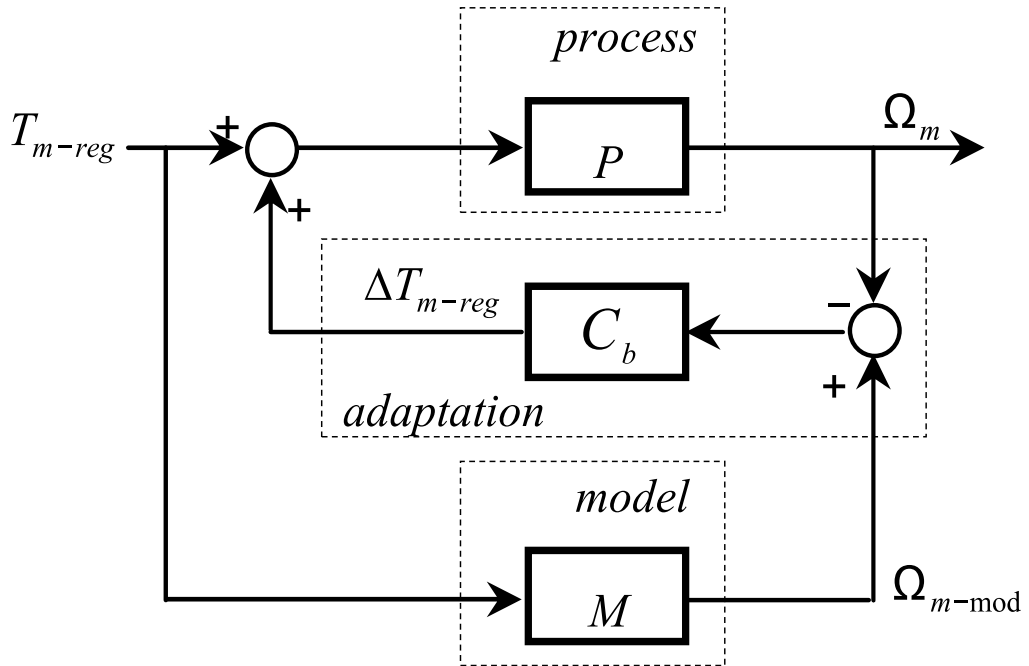 process
T_{m-reg}
+
P
Ω_m
+
ΔT_{m-reg}
C_b
−
+
adaptation
model
M
Ω_{m-mod}